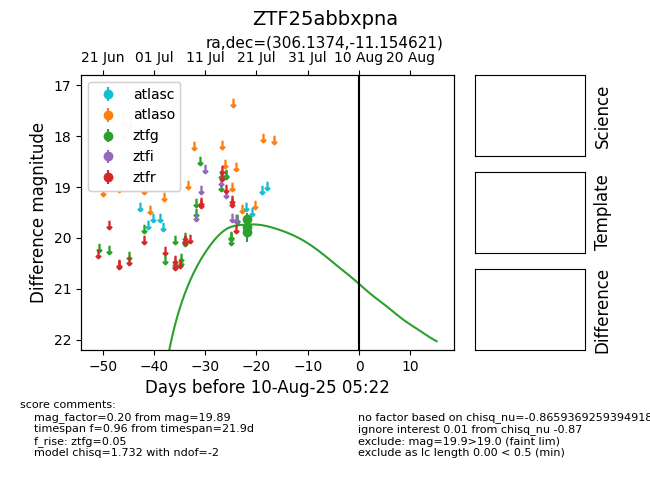 ZTF25abbxpna
ra,dec=(306.1374,-11.154621)
21 Jun 01 Jul 11 Jul 21 Jul 31 Jul 10 Aug 20 Aug
atlasc
atlaso
ztfg
ztfi
ztfr
17
18
19
20
21
22
Difference magnitude
−50 −40 −30 −20 −10 0 10
Days before 10-Aug-25 05:22
Science
Template
Difference
score comments:
mag_factor=0.20 from mag=19.89
timespan f=0.96 from timespan=21.9d
f_rise: ztfg=0.05
model chisq=1.732 with ndof=-2
no factor based on chisq_nu=-0.8659369259394918
ignore interest 0.01 from chisq_nu -0.87
exclude: mag=19.9>19.0 (faint lim)
exclude as lc length 0.00 < 0.5 (min)